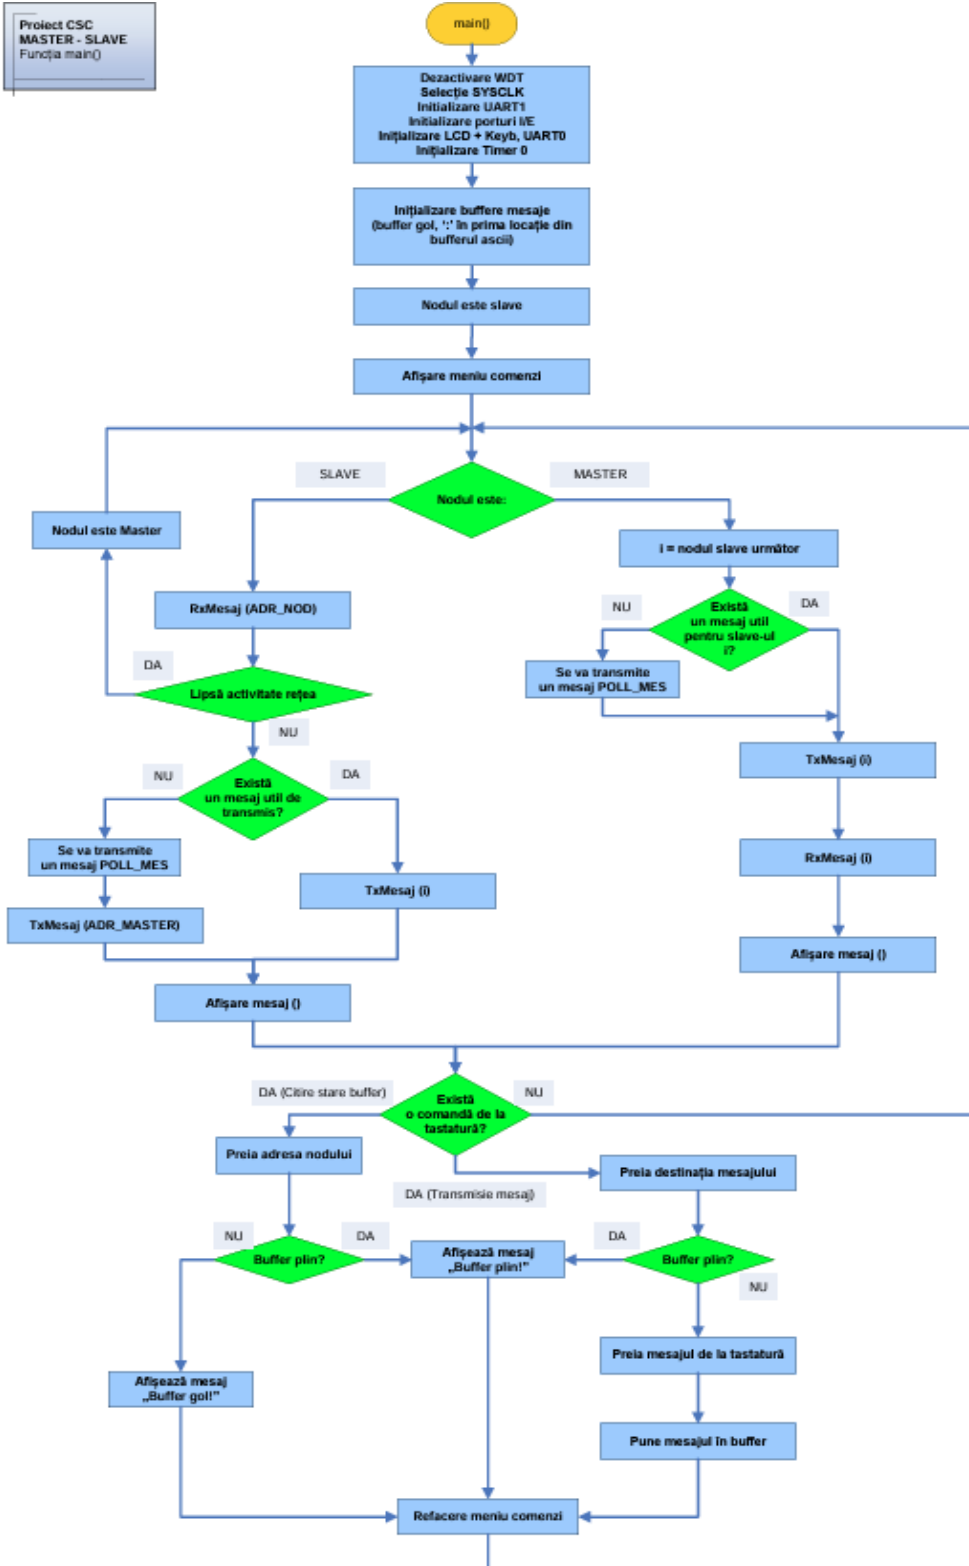 Proiect CSC
MASTER - SLAVE
Funcția main()
main()
Dezactivare WDT
Selecție SYSCLK
Initializare UART1
Initializare porturi I/E
Inițializare LCD + Keyb, UART0
Inițializare Timer 0
Inițializare buffere mesaje
(buffer gol, ':' în prima locație din
bufferul ascii)
Nodul este slave
Afișare meniu comenzi
SLAVE
MASTER
Nodul este:
Nodul este Master
i = nodul slave următor
RxMesaj (ADR_NOD)
NU
Există
un mesaj util
pentru slave-ul
i?
DA
DA
Se va transmite
un mesaj POLL_MES
Lipsă activitate rețea
NU
TxMesaj (i)
NU
Există
un mesaj util de
transmis?
DA
Se va transmite
un mesaj POLL_MES
RxMesaj (i)
TxMesaj (i)
TxMesaj (ADR_MASTER)
Afișare mesaj ()
Afișare mesaj ()
DA (Citire stare buffer)
Există
o comandă de la
tastatură?
NU
Preia adresa nodului
Preia destinația mesajului
DA (Transmisie mesaj)
NU
Buffer plin?
DA
Afișează mesaj
„Buffer plin!”
DA
Buffer plin?
NU
Preia mesajul de la tastatură
Afișează mesaj
„Buffer gol!”
Pune mesajul în buffer
Refacere meniu comenzi